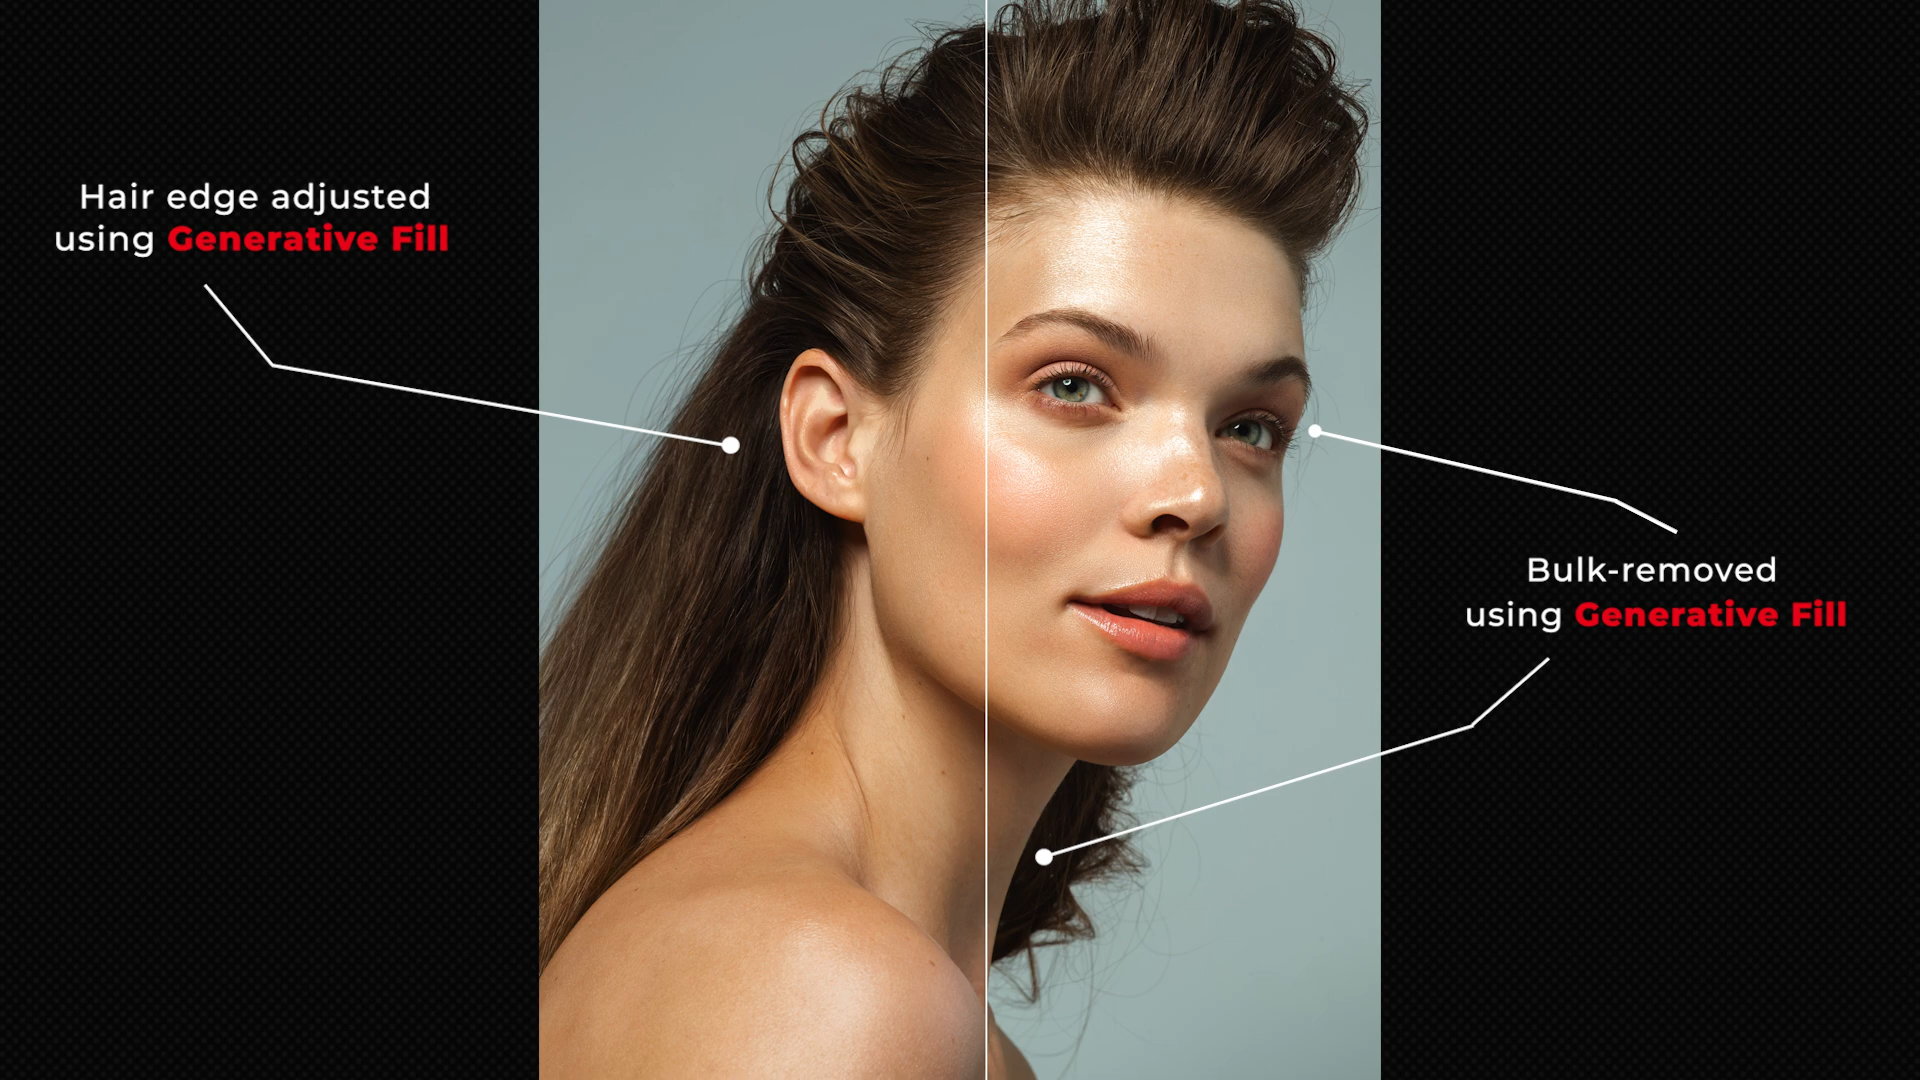 Hair edge adjusted
using Generative Fill
Bulk-removed
using Generative Fill